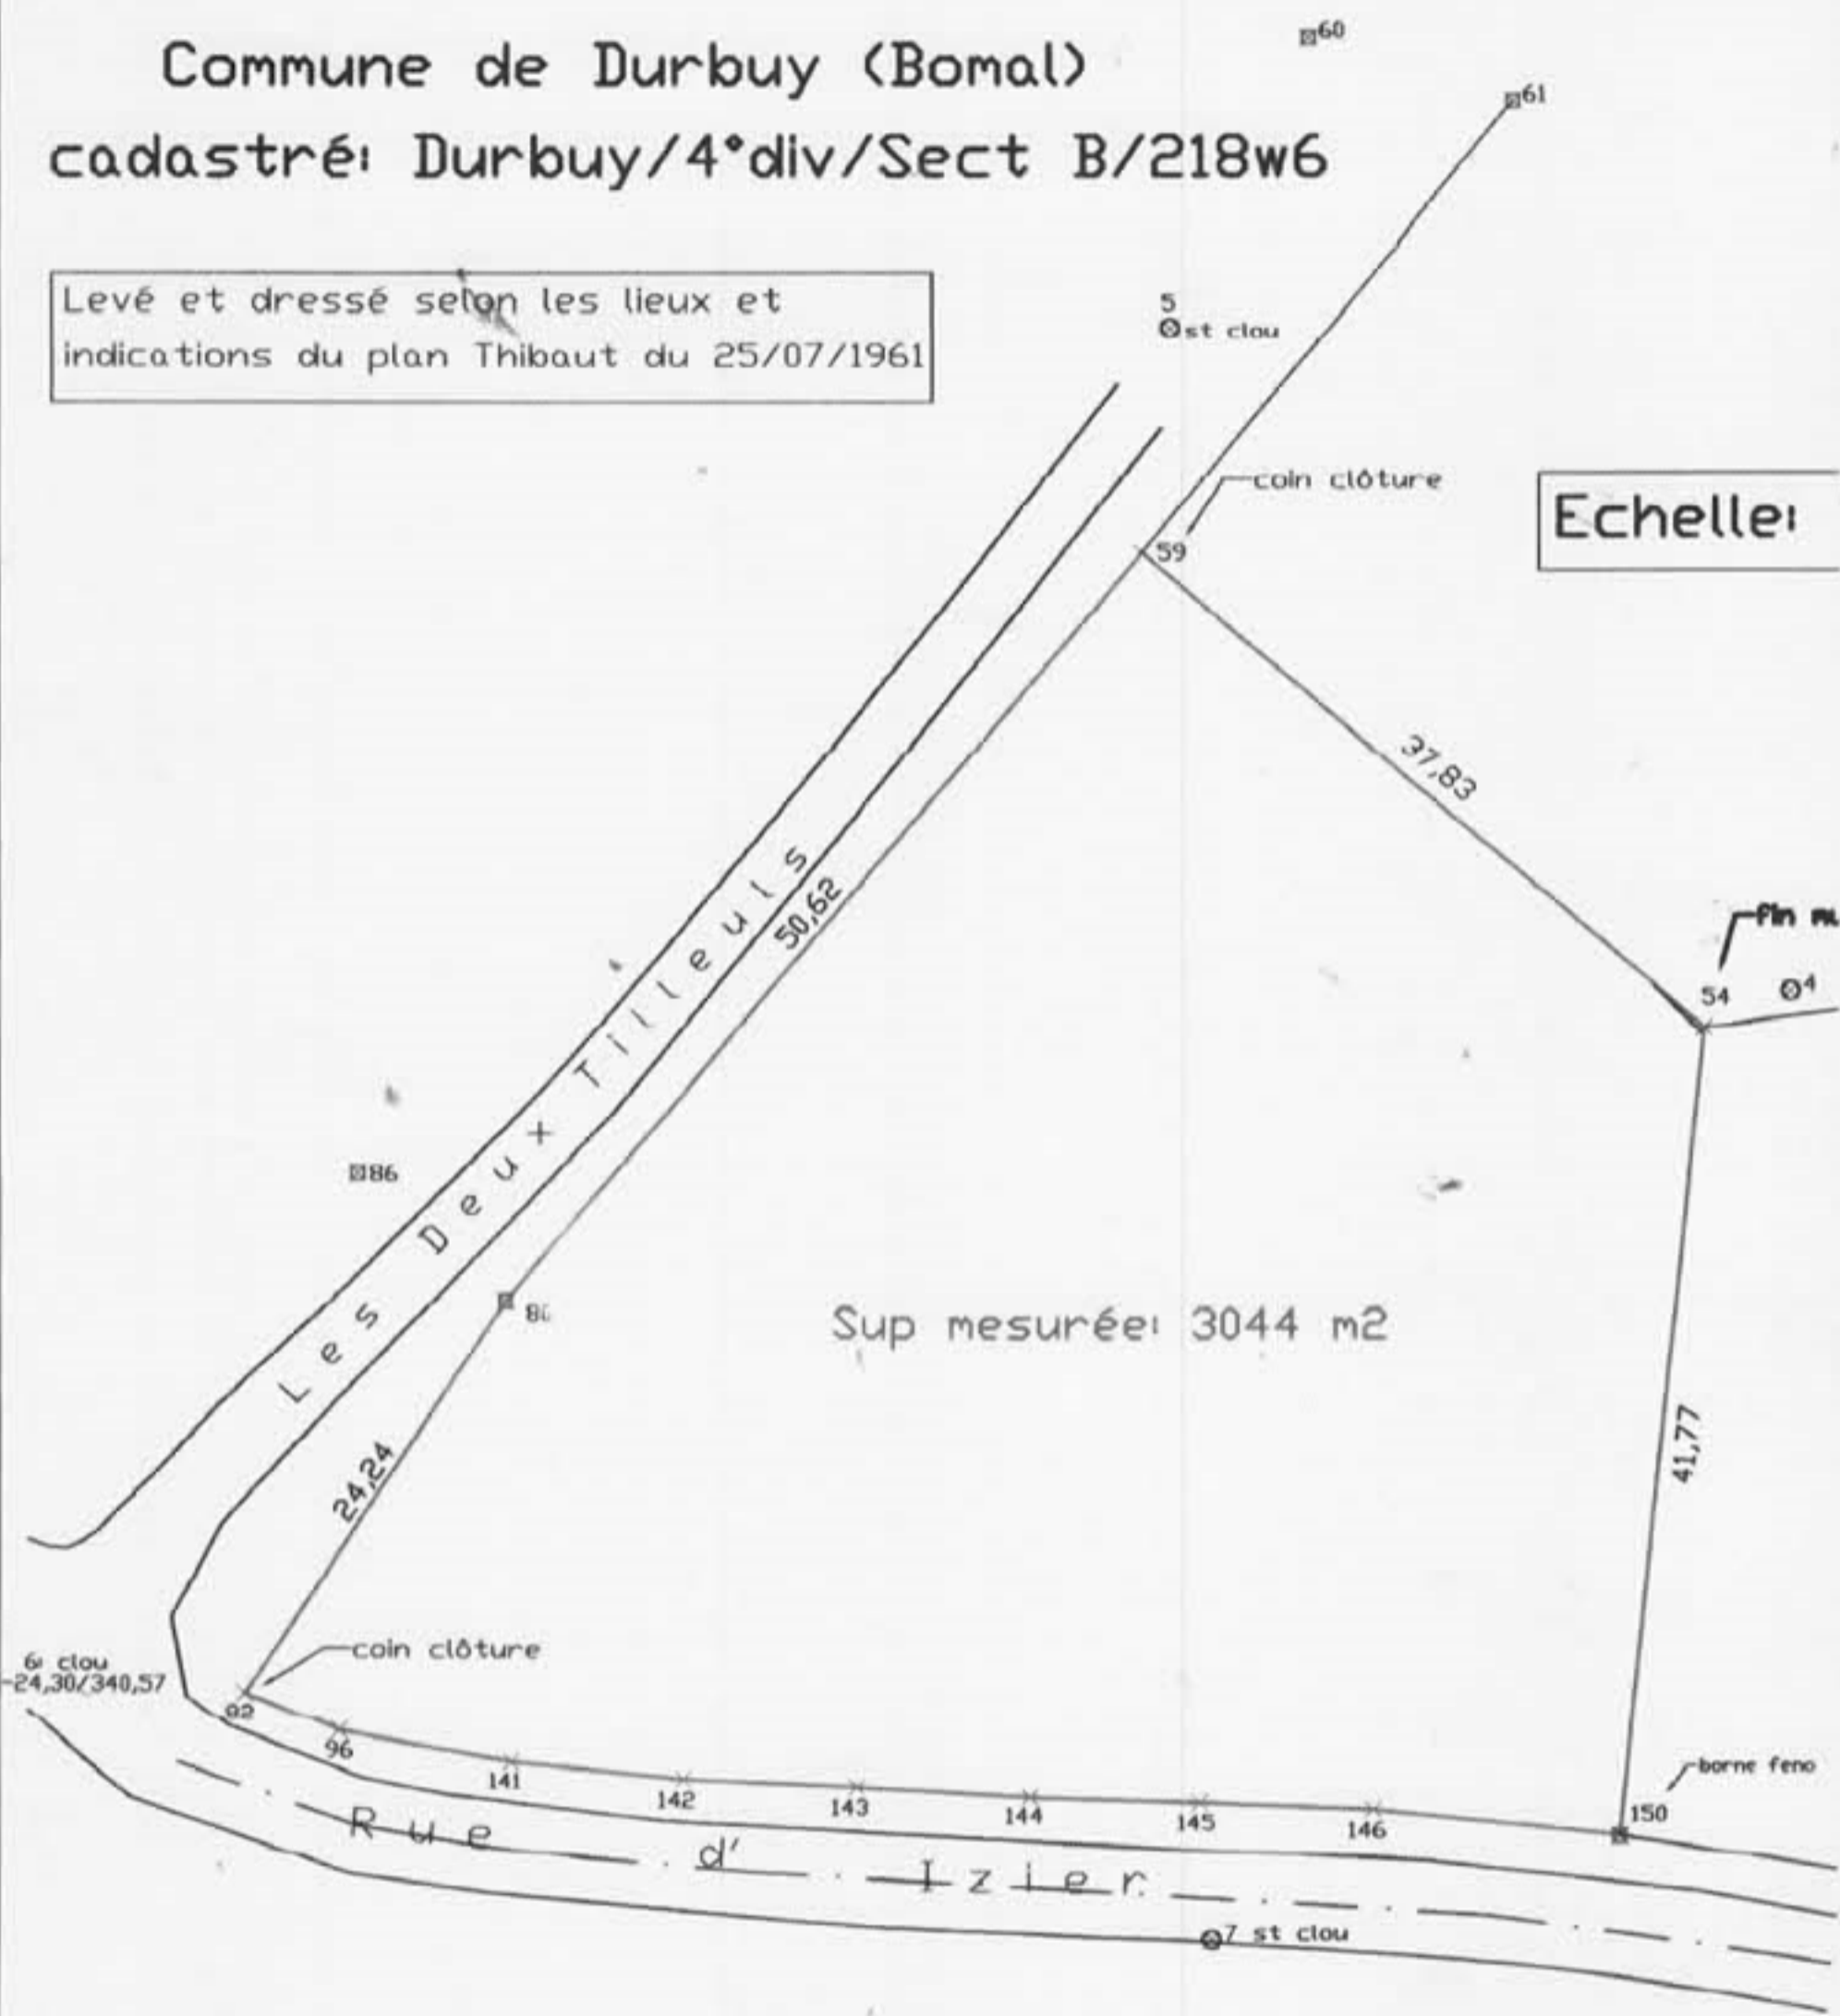 Commune de Durbuy (Bomal)
cadastré: Durbuy/4°div/Sect B/218w6
60
61
Levé et dressé selon les lieux et
indications du plan Thibaut du 25/07/1961
5
st clou
coin clôture
59
Echelle:
37,83
50,62
fin
54
4
Les Deux Tilleuls
86
Sup mesurée: 3044 m2
41,77
24,24
coin clôture
6: clou
-24,30/340,57
92
96
141
142
143
144
145
146
150
borne feno
Rue d' Izier
7 st clou